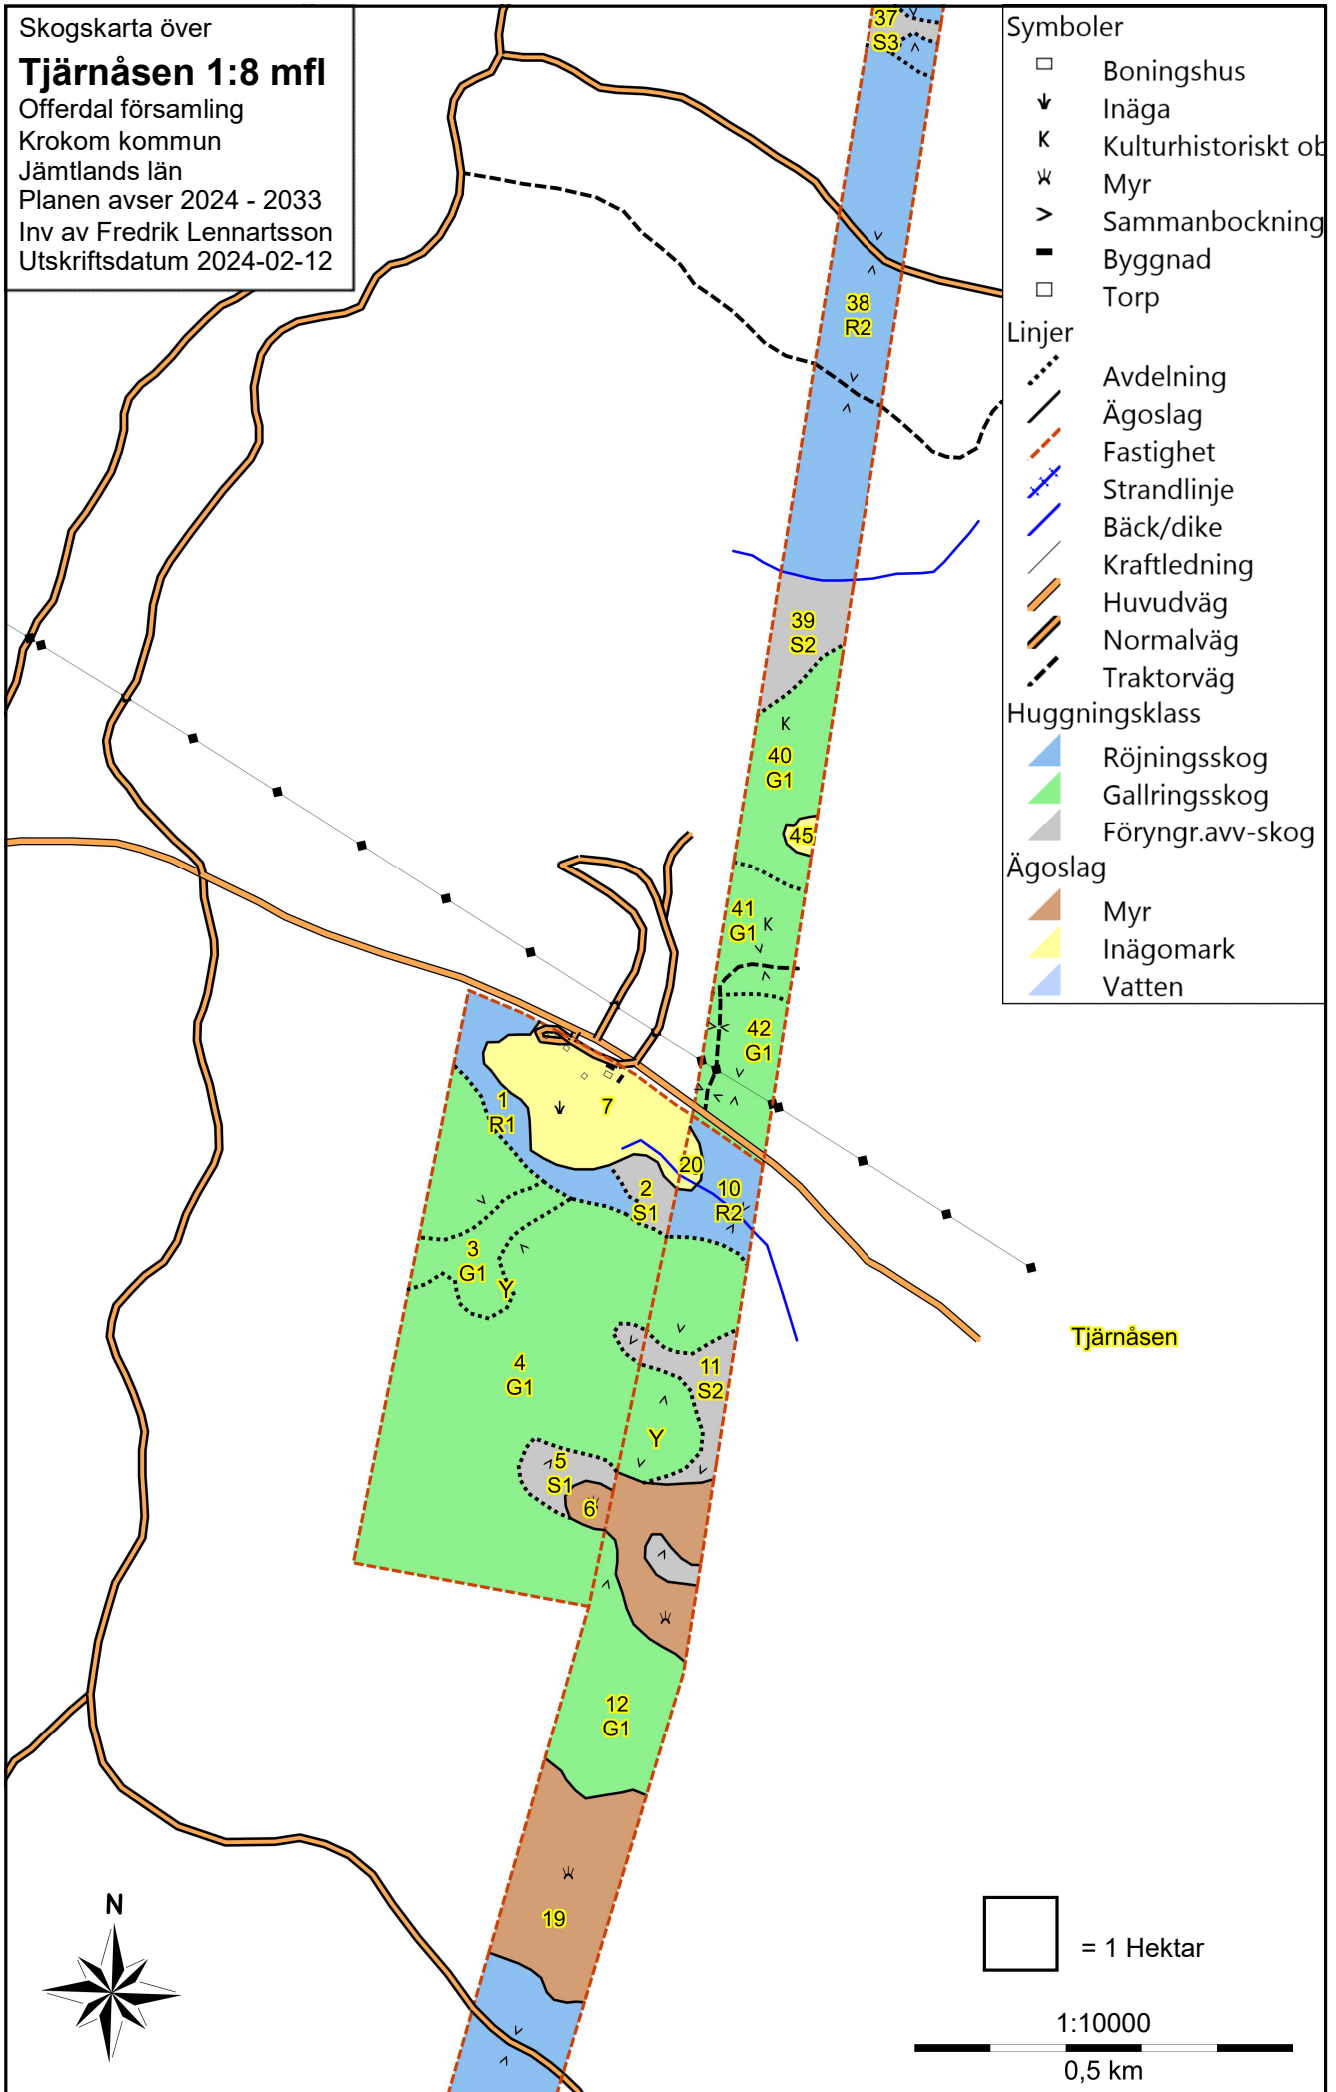 Skogskarta över
Tjärnåsen 1:8 mfl
Offerdal församling
Krokom kommun
Jämtlands län
Planen avser 2024 - 2033
Inv av Fredrik Lennartsson
Utskriftsdatum 2024-02-12
Symboler
Boningshus
Inäga
K Kulturhistoriskt ob
Myr
Sammanbockning
Byggnad
Torp
Linjer
Avdelning
Ägoslag
Fastighet
Strandlinje
Bäck/dike
Kraftledning
Huvudväg
Normalväg
Traktorväg
Huggningsklass
Röjningsskog
Gallringsskog
Föryngr.avv-skog
Ägoslag
Myr
Inägomark
Vatten
37
S3
38
R2
39
S2
K
40
G1
45
41
G1
K
42
G1
1
R1
7
20
2
S1
10
R2
3
G1
Y
Tjärnåsen
4
G1
11
S2
Y
5
S1
6
12
G1
19
N
= 1 Hektar
1:10000
0,5 km